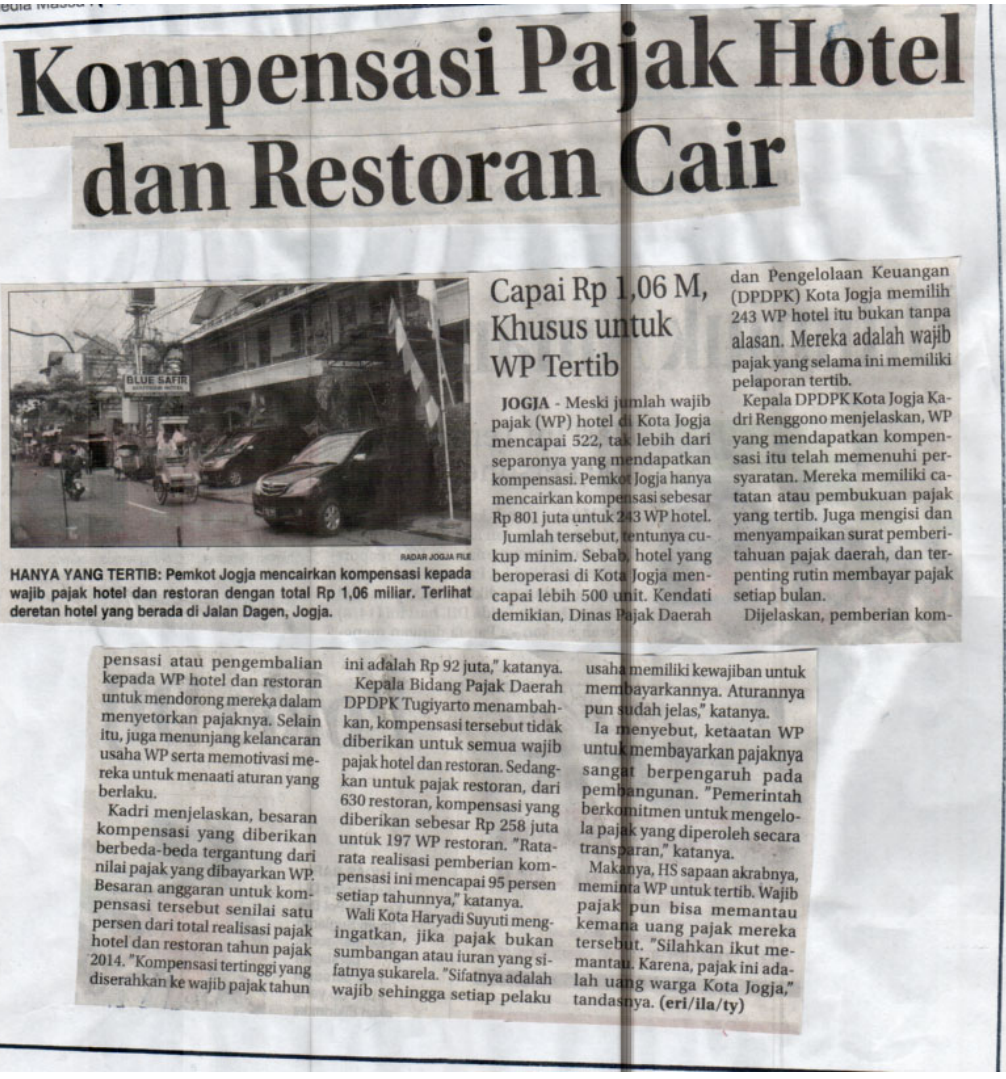 Kompensasi Pajak Hotel
dan Restoran Cair
BLUE SAFIR
RADAR JOGJA FILE
HANYA YANG TERTIB: Pemkot Jogja mencairkan kompensasi kepada
wajib pajak hotel dan restoran dengan total Rp 1,06 miliar. Terlihat
deretan hotel yang berada di Jalan Dagen, Jogja.
Capai Rp 1,06 M,
Khusus untuk
WP Tertib
JOGJA - Meski jumlah wajib
pajak (WP) hotel di Kota Jogja
mencapai 522, tak lebih dari
separonya yang mendapatkan
kompensasi. Pemkot Jogja hanya
mencairkan kompensasi sebesar
Rp 801 juta untuk 243 WP hotel.
Jumlah tersebut, tentunya cu-
kup minim. Sebab, hotel yang
beroperasi di Kota Jogja men-
capai lebih 500 unit. Kendati
demikian, Dinas Pajak Daerah
dan Pengelolaan Keuangan
(DPDPK) Kota Jogja memilih
243 WP hotel itu bukan tanpa
alasan. Mereka adalah wajib
pajak yang selama ini memiliki
pelaporan tertib.
Kepala DPDPK Kota Jogja Ka-
dri Renggono menjelaskan, WP
yang mendapatkan kompen-
sasi itu telah memenuhi per-
syaratan. Mereka memiliki ca-
tatan atau pembukuan pajak
yang tertib. Juga mengisi dan
menyampaikan surat pemberi-
tahuan pajak daerah, dan ter-
penting rutin membayar pajak
setiap bulan.
Dijelaskan, pemberian kom-
pensasi atau pengembalian
kepada WP hotel dan restoran
untuk mendorong mereka dalam
menyetorkan pajaknya. Selain
itu, juga menunjang kelancaran
usaha WP serta memotivasi me-
reka untuk menaati aturan yang
berlaku.
Kadri menjelaskan, besaran
kompensasi yang diberikan
berbeda-beda tergantung dari
nilai pajak yang dibayarkan WP.
Besaran anggaran untuk kom-
pensasi tersebut senilai satu
persen dari total realisasi pajak
hotel dan restoran tahun pajak
2014. "Kompensasi tertinggi yang
diserahkan ke wajib pajak tahun
ini adalah Rp 92 juta," katanya.
Kepala Bidang Pajak Daerah
DPDPK Tugiyarto menambah-
kan, kompensasi tersebut tidak
diberikan untuk semua wajib
pajak hotel dan restoran. Sedang-
kan untuk pajak restoran, dari
630 restoran, kompensasi yang
diberikan sebesar Rp 258 juta
untuk 197 WP restoran. "Rata-
rata realisasi pemberian kom-
pensasi ini mencapai 95 persen
setiap tahunnya," katanya.
Wali Kota Haryadi Suyuti meng-
ingatkan, jika pajak bukan
sumbangan atau iuran yang si-
fatnya sukarela. "Sifatnya adalah
wajib sehingga setiap pelaku
usaha memiliki kewajiban untuk
membayarkannya. Aturannya
pun sudah jelas," katanya.
Ia menyebut, ketaatan WP
untuk membayarkan pajaknya
sangat berpengaruh pada
pembangunan. "Pemerintah
berkomitmen untuk mengelo-
la pajak yang diperoleh secara
transparan," katanya.
Makanya, HS sapaan akrabnya,
meminta WP untuk tertib. Wajib
pajak pun bisa memantau
kemana uang pajak mereka
tersebut. "Silahkan ikut me-
mantau. Karena, pajak ini ada-
lah uang warga Kota Jogja,"
tandasnya. (eri/ila/ty)